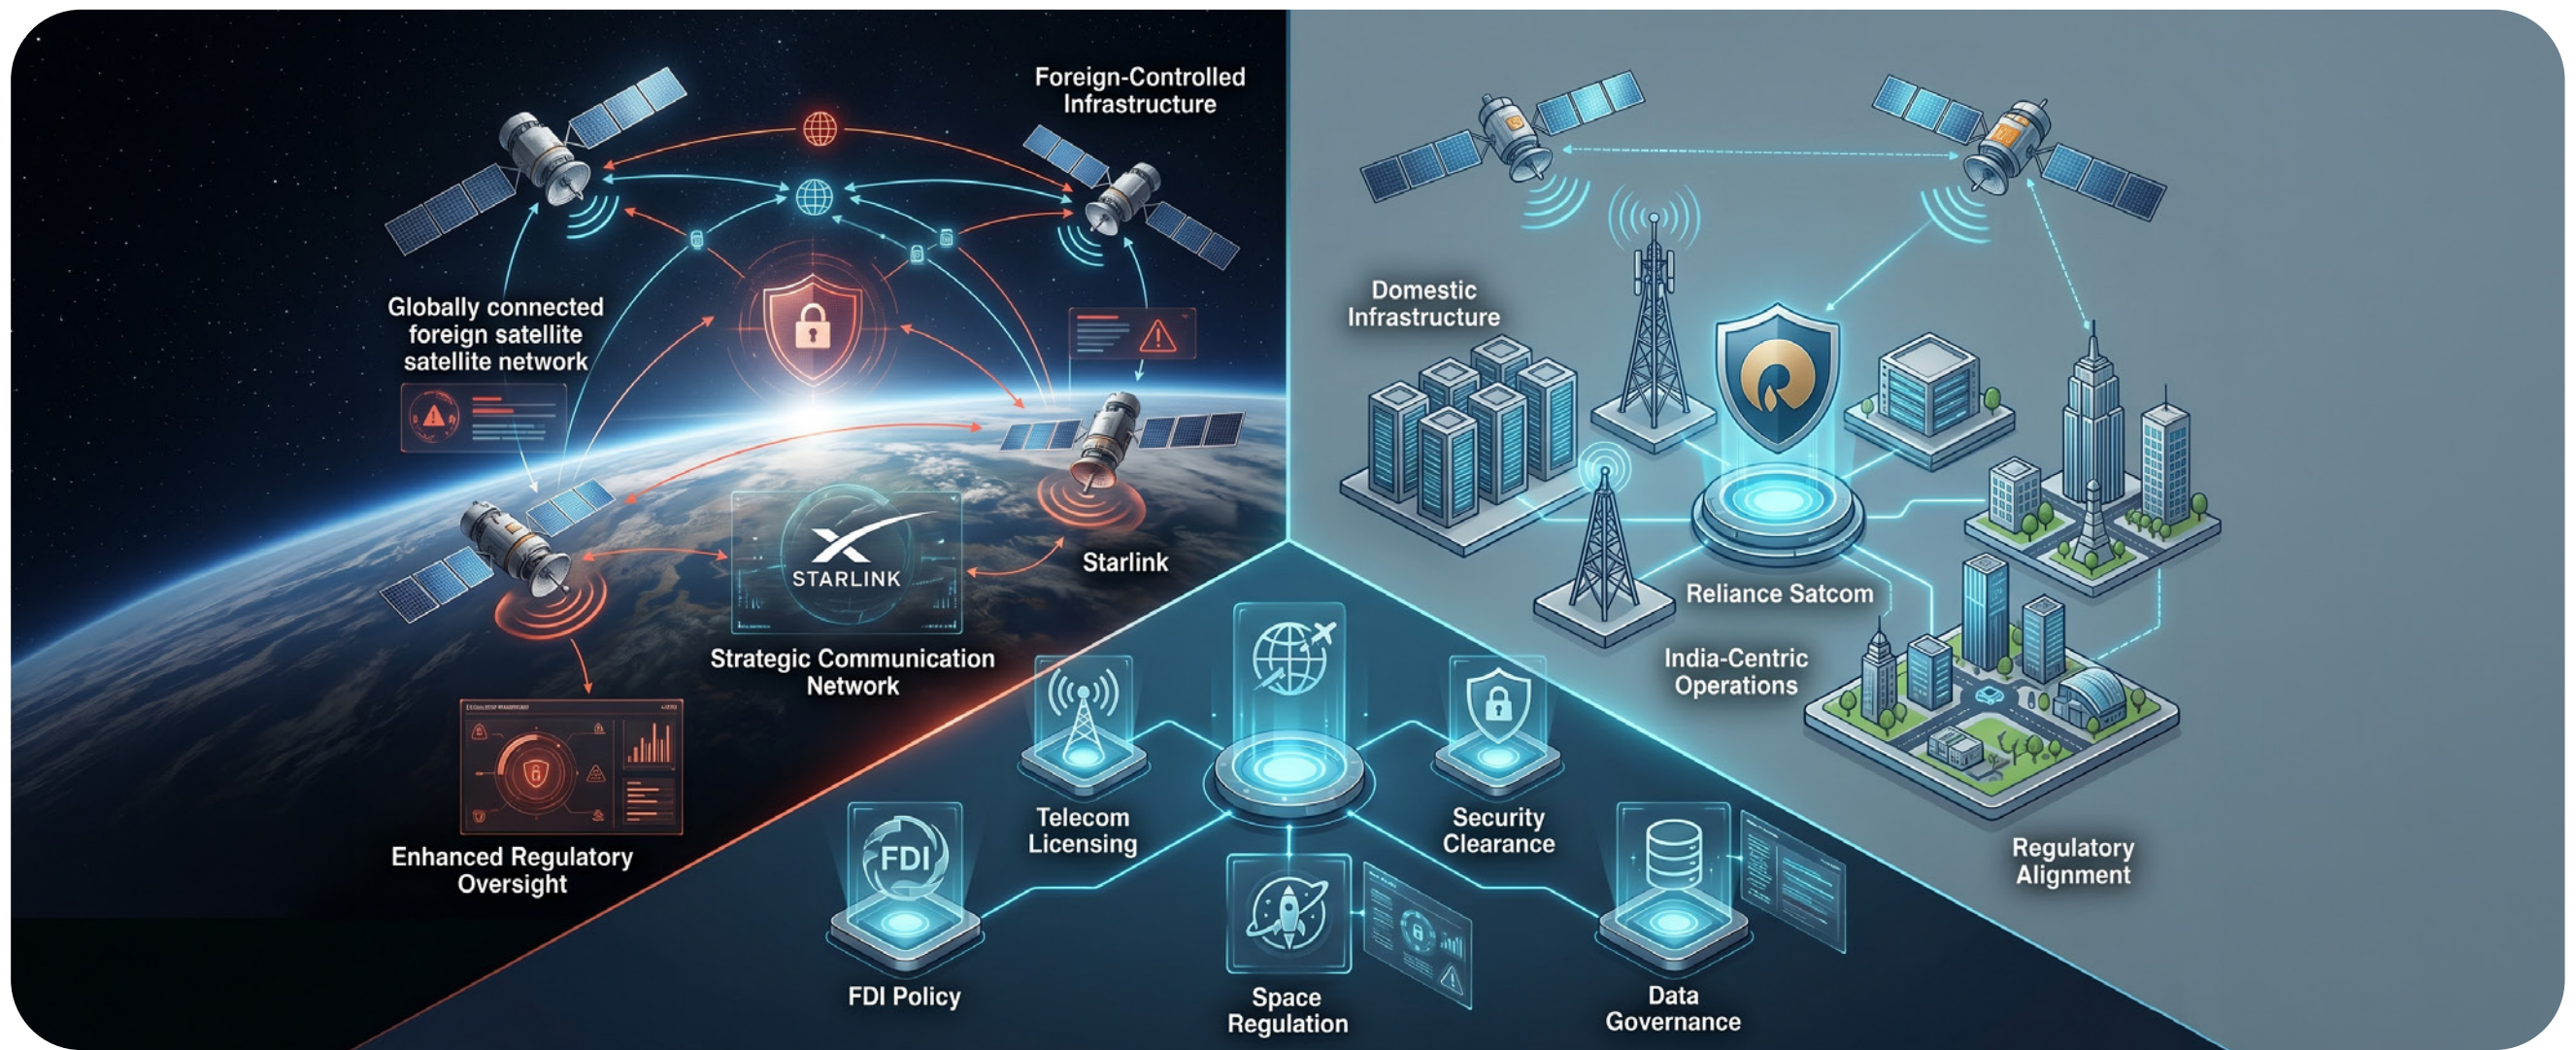 Foreign-Controlled
Infrastructure
Globally connected
foreign satellite
satellite network
STARLINK
Starlink
Strategic Communication
Network
Enhanced Regulatory
Oversight
Domestic
Infrastructure
Reliance Satcom
India-Centric
Operations
Regulatory
Alignment
Telecom
Licensing
Security
Clearance
FDI
FDI Policy
Space
Regulation
Data
Governance